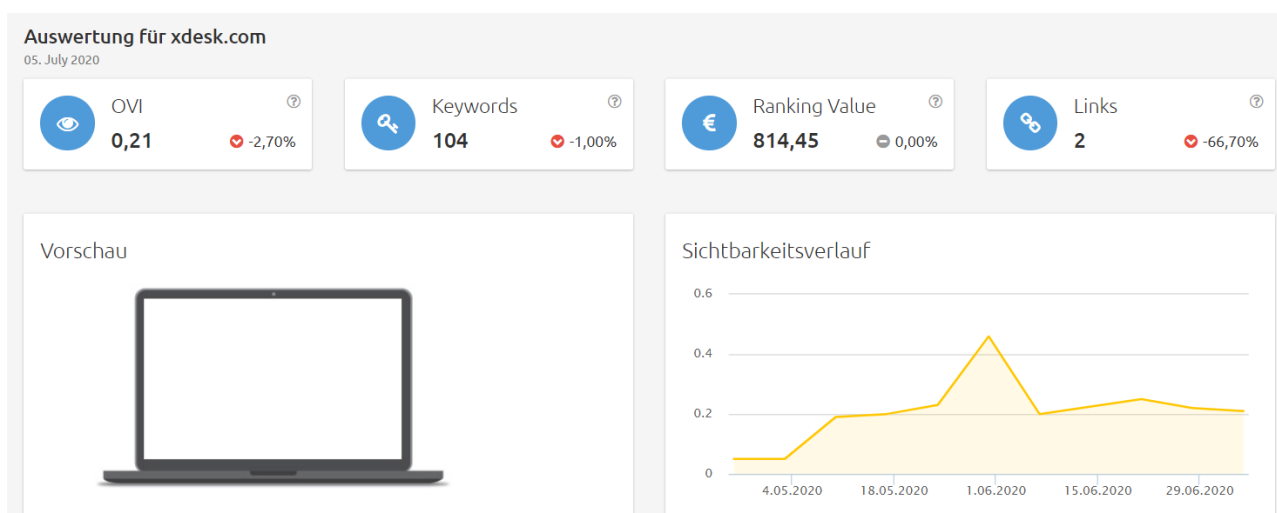 Auswertung für xdesk.com
05. July 2020
OVI
0,21
-2,70%
Keywords
104
-1,00%
Ranking Value
814,45
0,00%
Links
2
-66,70%
Vorschau
Sichtbarkeitsverlauf
0.6
0.4
0.2
0
4.05.2020 18.05.2020 1.06.2020 15.06.2020 29.06.2020